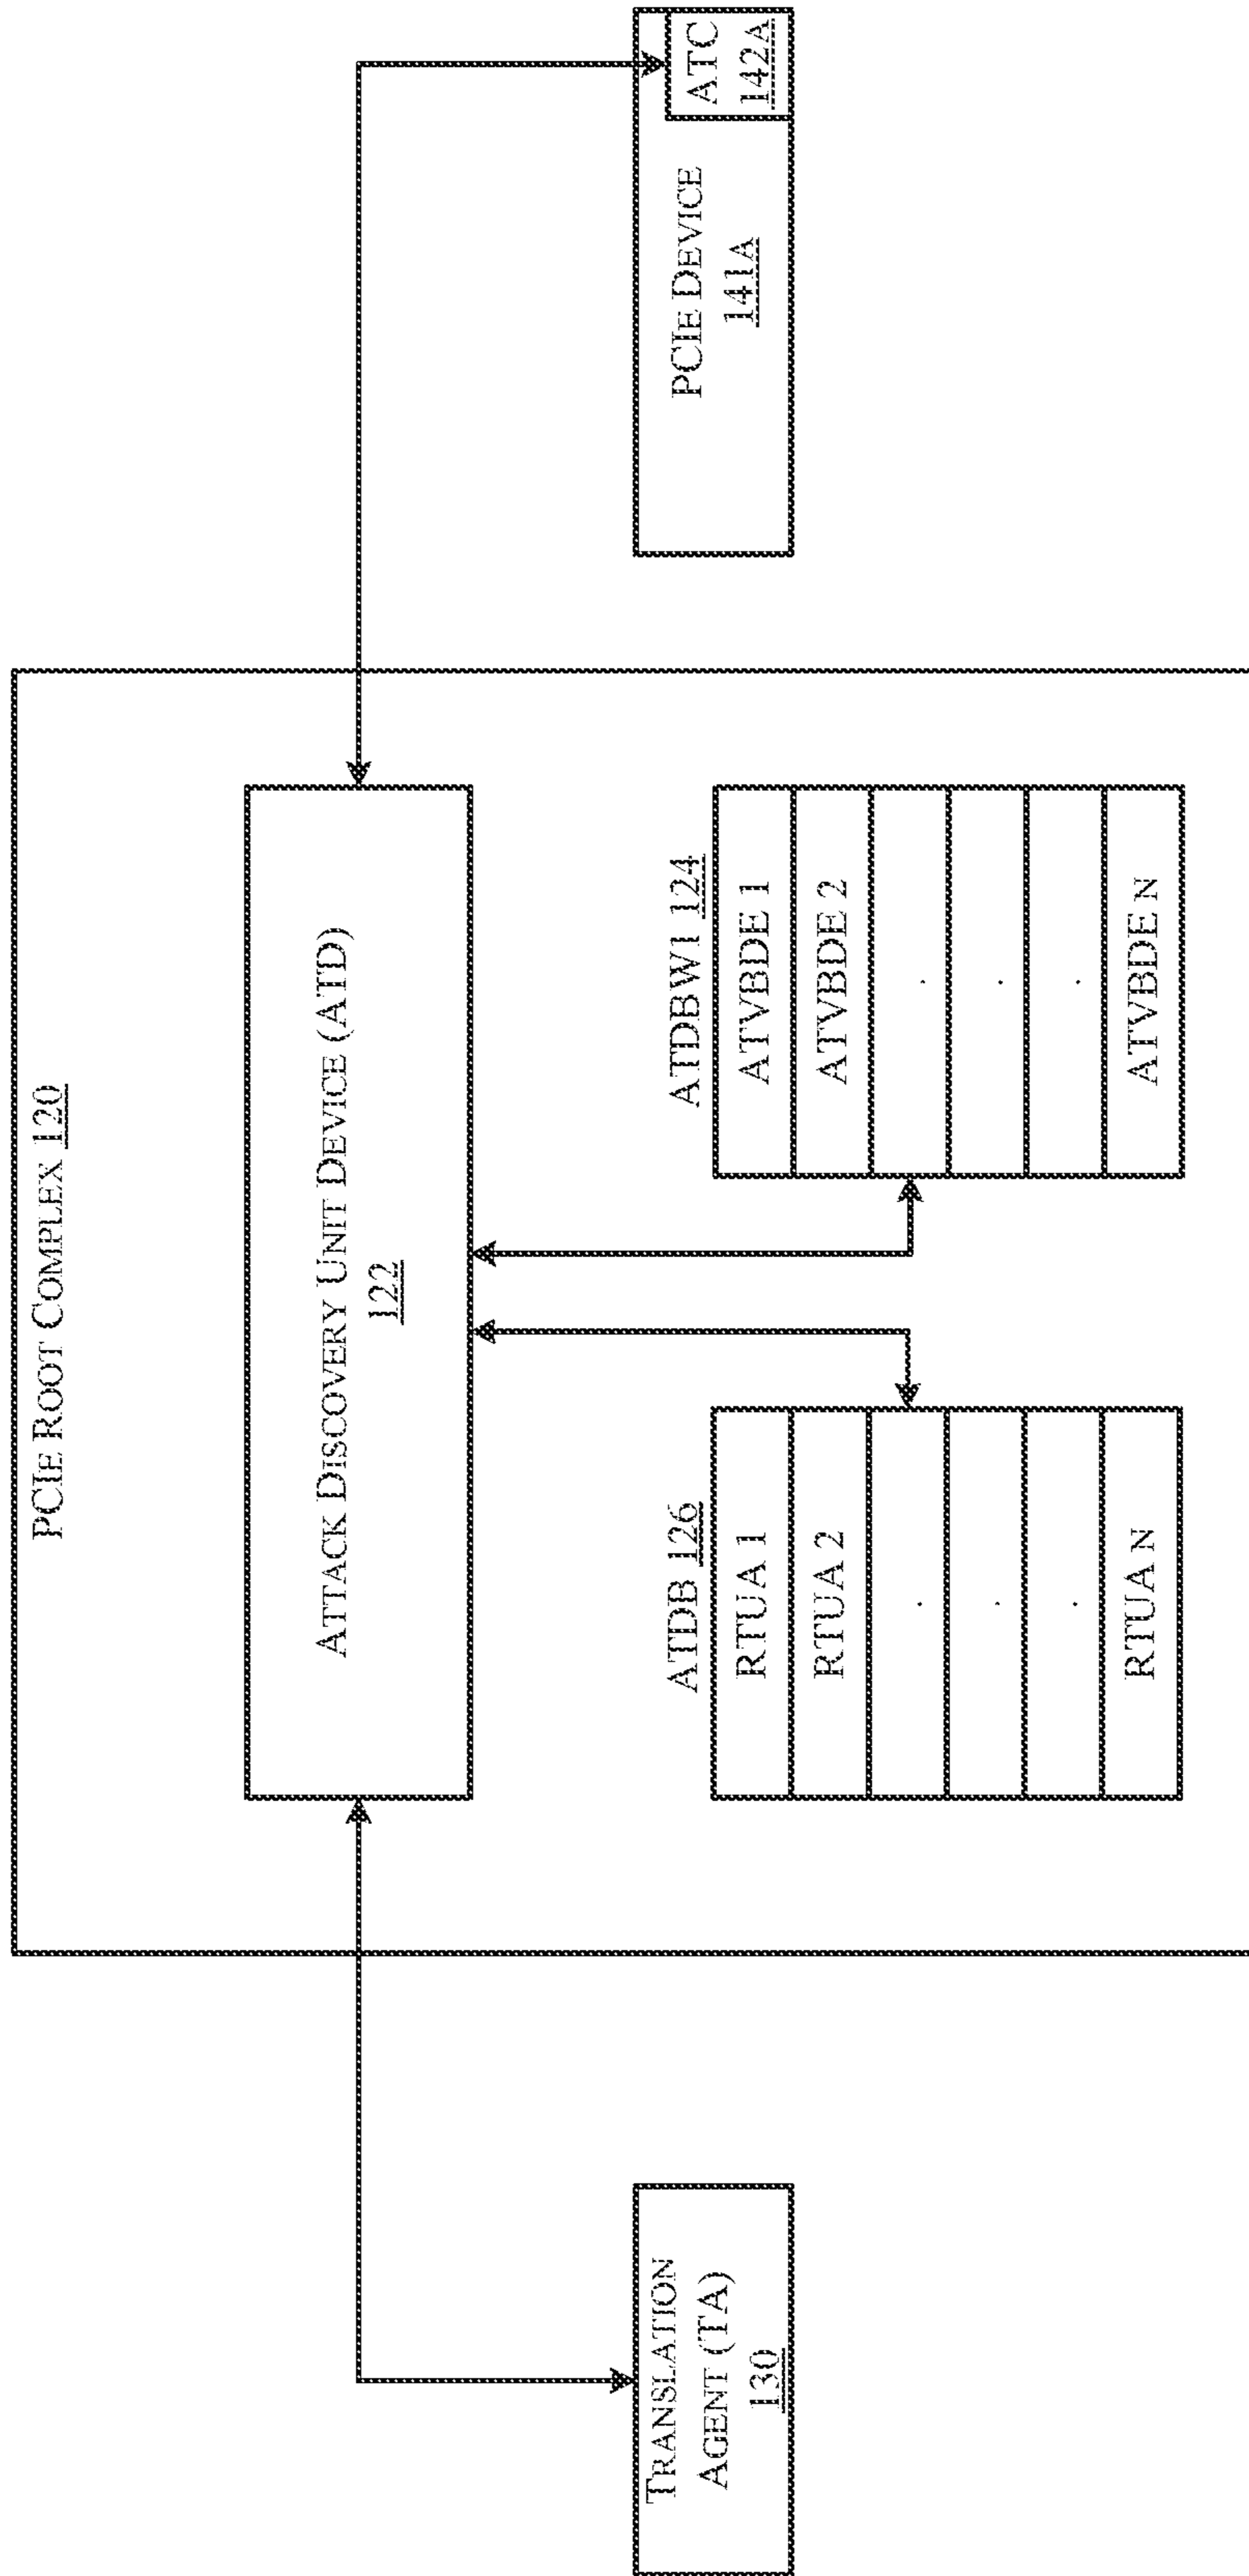 PCIE ROOT COMPLEX 120
ATTACK DISCOVERY UNIT DEVICE (ATD)
122
TRANSLATION
AGENT (TA)
130
ATDB 126
RTUA 1
RTUA 2
.
.
.
RTUA N
ATDBW1 124
ATVBDE 1
ATVBDE 2
.
.
.
ATVBDE N
PCIE DEVICE
141A
ATC
142A